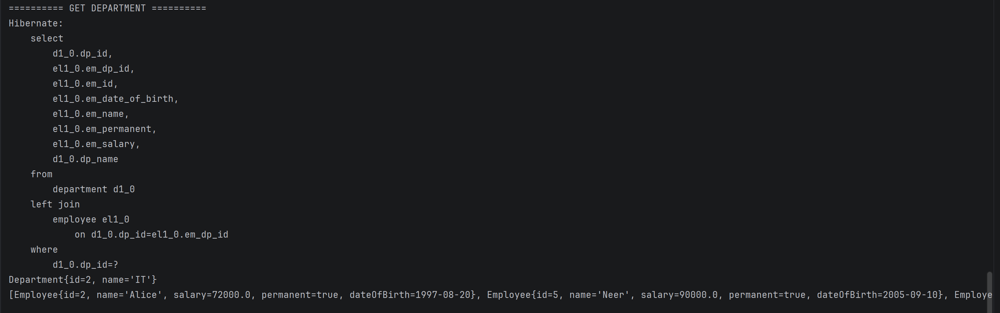 ========== GET DEPARTMENT ==========
Hibernate:
    select
        d1_0.dp_id,
        el1_0.em_dp_id,
        el1_0.em_id,
        el1_0.em_date_of_birth,
        el1_0.em_name,
        el1_0.em_permanent,
        el1_0.em_salary,
        d1_0.dp_name
    from
        department d1_0
    left join
        employee el1_0
            on d1_0.dp_id=el1_0.em_dp_id
    where
        d1_0.dp_id=?
Department{id=2, name='IT'}
[Employee{id=2, name='Alice', salary=72000.0, permanent=true, dateOfBirth=1997-08-20}, Employee{id=5, name='Neer', salary=90000.0, permanent=true, dateOfBirth=2005-09-10}, Employe